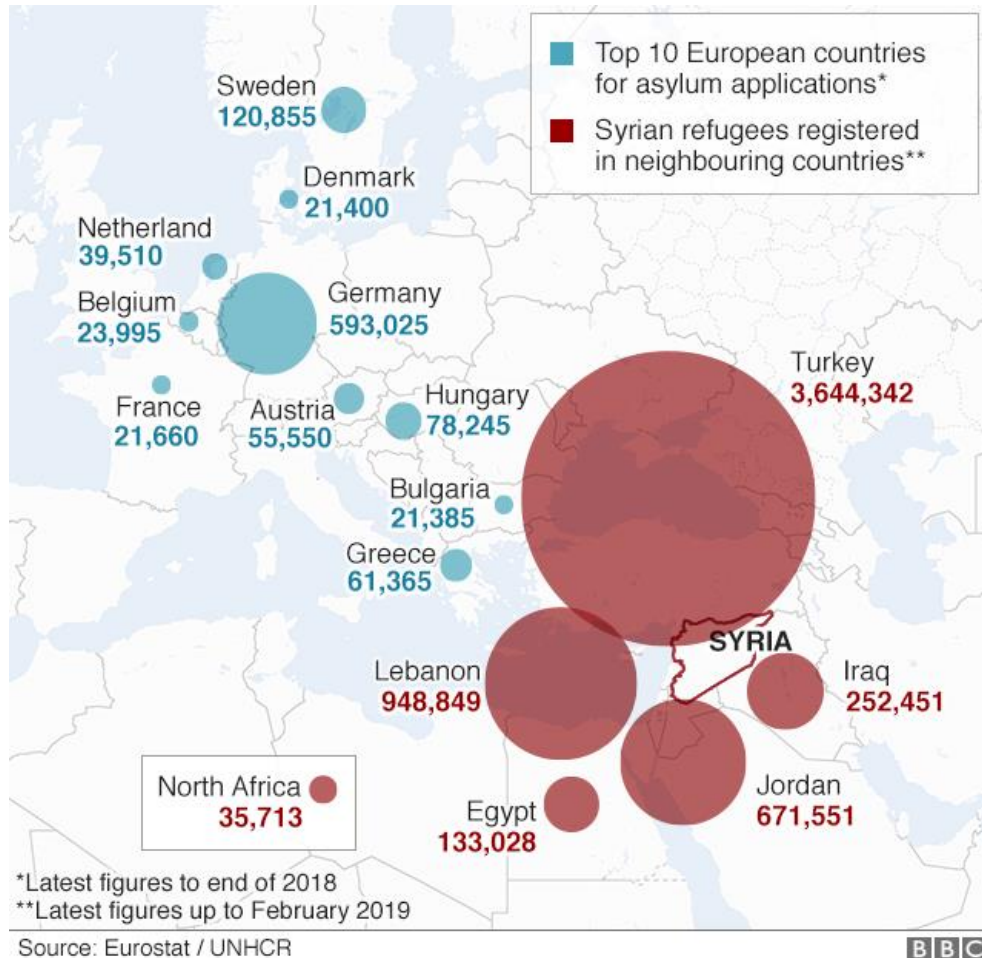 Top 10 European countries
for asylum applications*
Syrian refugees registered
in neighbouring countries**
Sweden
120,855
Denmark
21,400
Netherland
39,510
Belgium
23,995
Germany
593,025
France
21,660
Austria
55,550
Hungary
78,245
Turkey
3,644,342
Bulgaria
21,385
Greece
61,365
SYRIA
Lebanon
948,849
Iraq
252,451
North Africa
35,713
Egypt
133,028
Jordan
671,551
*Latest figures to end of 2018
**Latest figures up to February 2019
Source: Eurostat / UNHCR
BBC